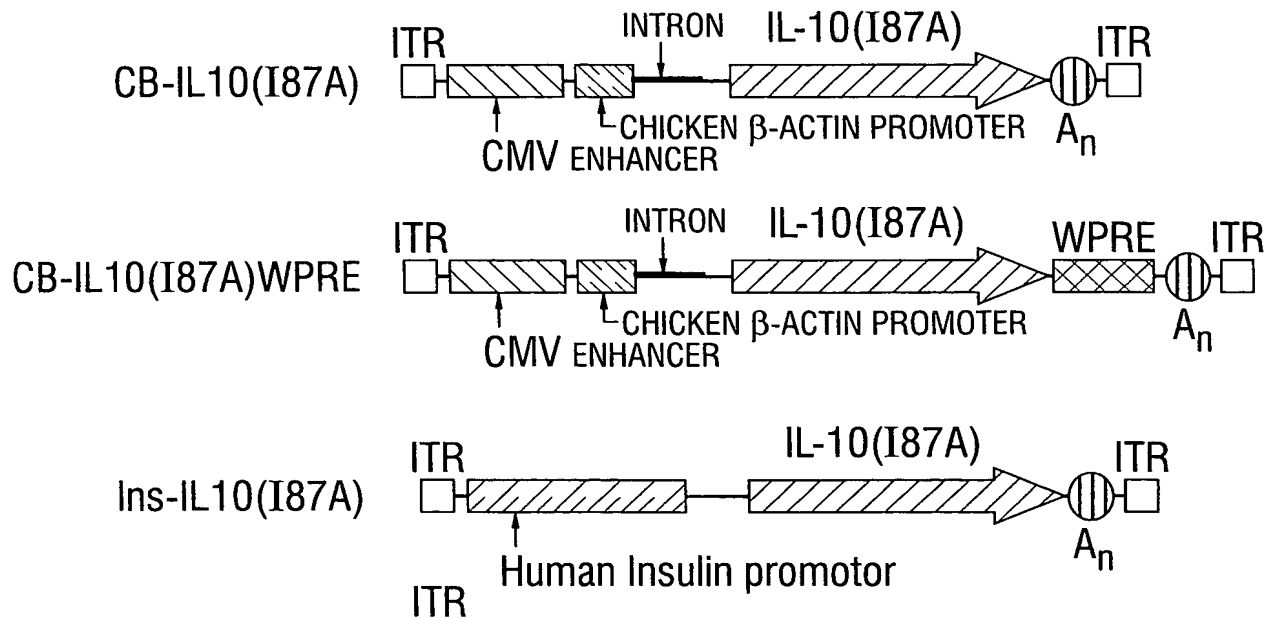 ITR INTRON IL-10(I87A) ITR
CB-IL10(I87A)
CHICKEN β-ACTIN PROMOTER An
CMV ENHANCER
ITR INTRON IL-10(I87A) WPRE ITR
CB-IL10(I87A)WPRE
CHICKEN β-ACTIN PROMOTER An
CMV ENHANCER
ITR IL-10(I87A) ITR
Ins-IL10(I87A)
An
Human Insulin promotor
ITR